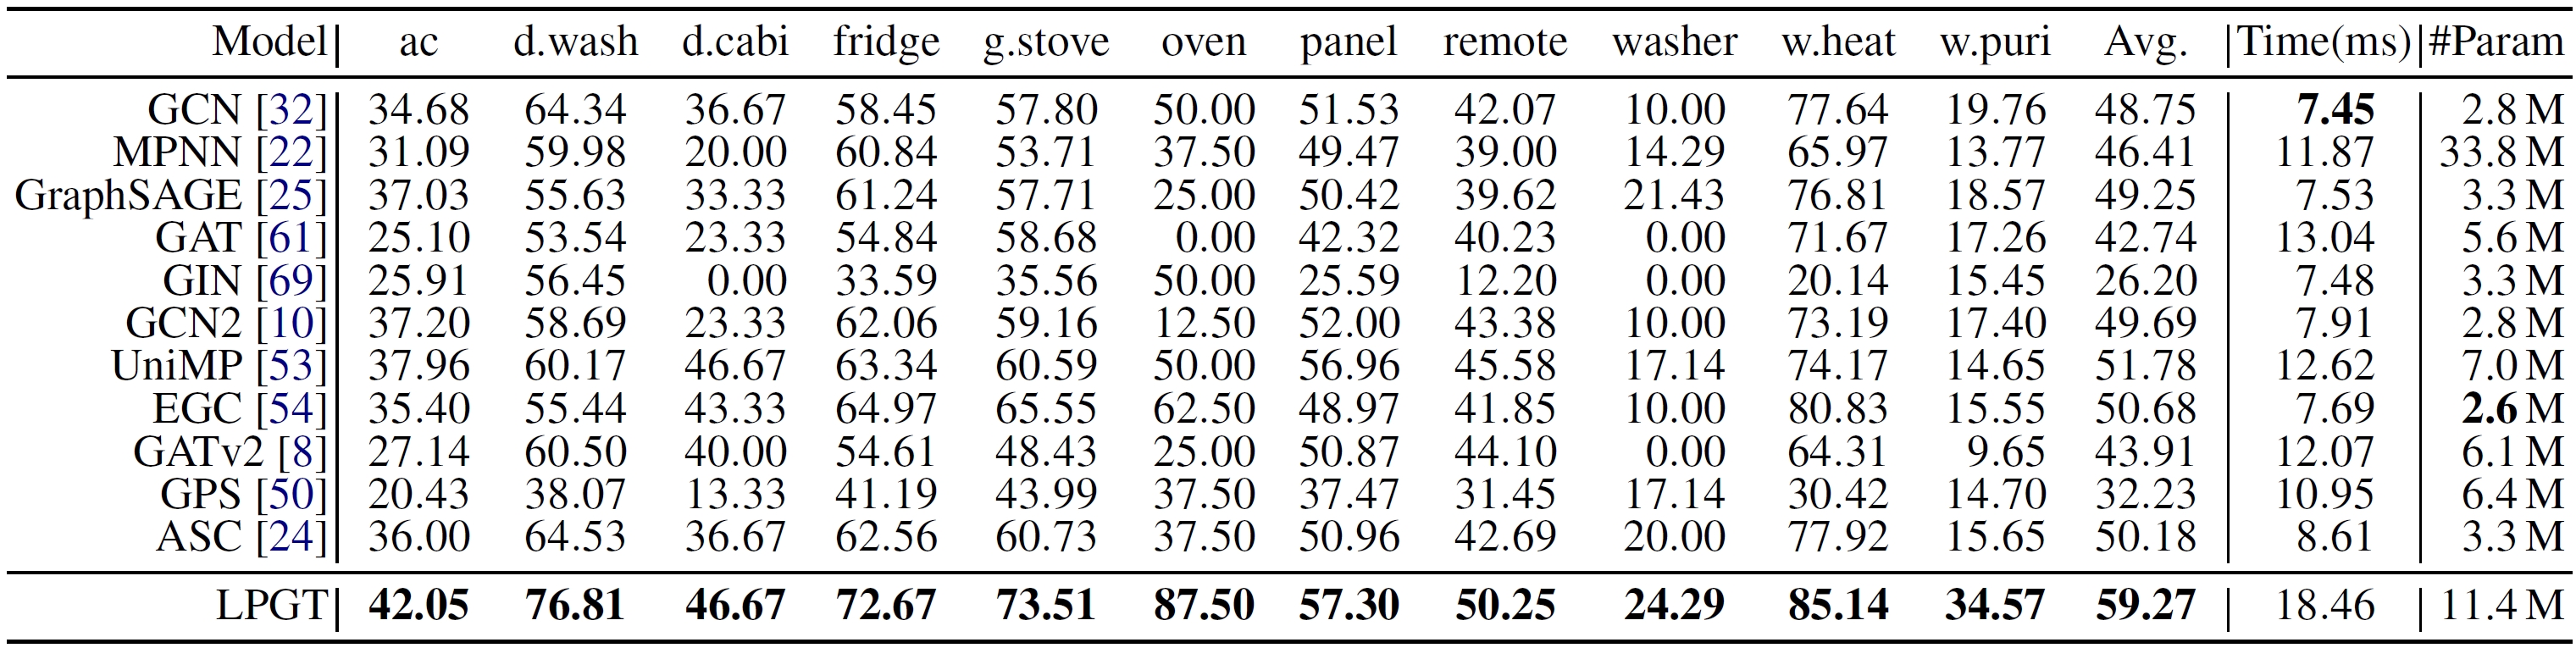 Model ac d.wash d.cabi fridge g.stove oven panel remote washer w.heat w.puri Avg. Time(ms) #Param
GCN [32] 34.68 64.34 36.67 58.45 57.80 50.00 51.53 42.07 10.00 77.64 19.76 48.75 7.45 2.8 M
MPNN [22] 31.09 59.98 20.00 60.84 53.71 37.50 49.47 39.00 14.29 65.97 13.77 46.41 11.87 33.8 M
GraphSAGE [25] 37.03 55.63 33.33 61.24 57.71 25.00 50.42 39.62 21.43 76.81 18.57 49.25 7.53 3.3 M
GAT [61] 25.10 53.54 23.33 54.84 58.68 0.00 42.32 40.23 0.00 71.67 17.26 42.74 13.04 5.6 M
GIN [69] 25.91 56.45 0.00 33.59 35.56 50.00 25.59 12.20 0.00 20.14 15.45 26.20 7.48 3.3 M
GCN2 [10] 37.20 58.69 23.33 62.06 59.16 12.50 52.00 43.38 10.00 73.19 17.40 49.69 7.91 2.8 M
UniMP [53] 37.96 60.17 46.67 63.34 60.59 50.00 56.96 45.58 17.14 74.17 14.65 51.78 12.62 7.0 M
EGC [54] 35.40 55.44 43.33 64.97 65.55 62.50 48.97 41.85 10.00 80.83 15.55 50.68 7.69 2.6 M
GATv2 [8] 27.14 60.50 40.00 54.61 48.43 25.00 50.87 44.10 0.00 64.31 9.65 43.91 12.07 6.1 M
GPS [50] 20.43 38.07 13.33 41.19 43.99 37.50 37.47 31.45 17.14 30.42 14.70 32.23 10.95 6.4 M
ASC [24] 36.00 64.53 36.67 62.56 60.73 37.50 50.96 42.69 20.00 77.92 15.65 50.18 8.61 3.3 M
LPGT 42.05 76.81 46.67 72.67 73.51 87.50 57.30 50.25 24.29 85.14 34.57 59.27 18.46 11.4 M